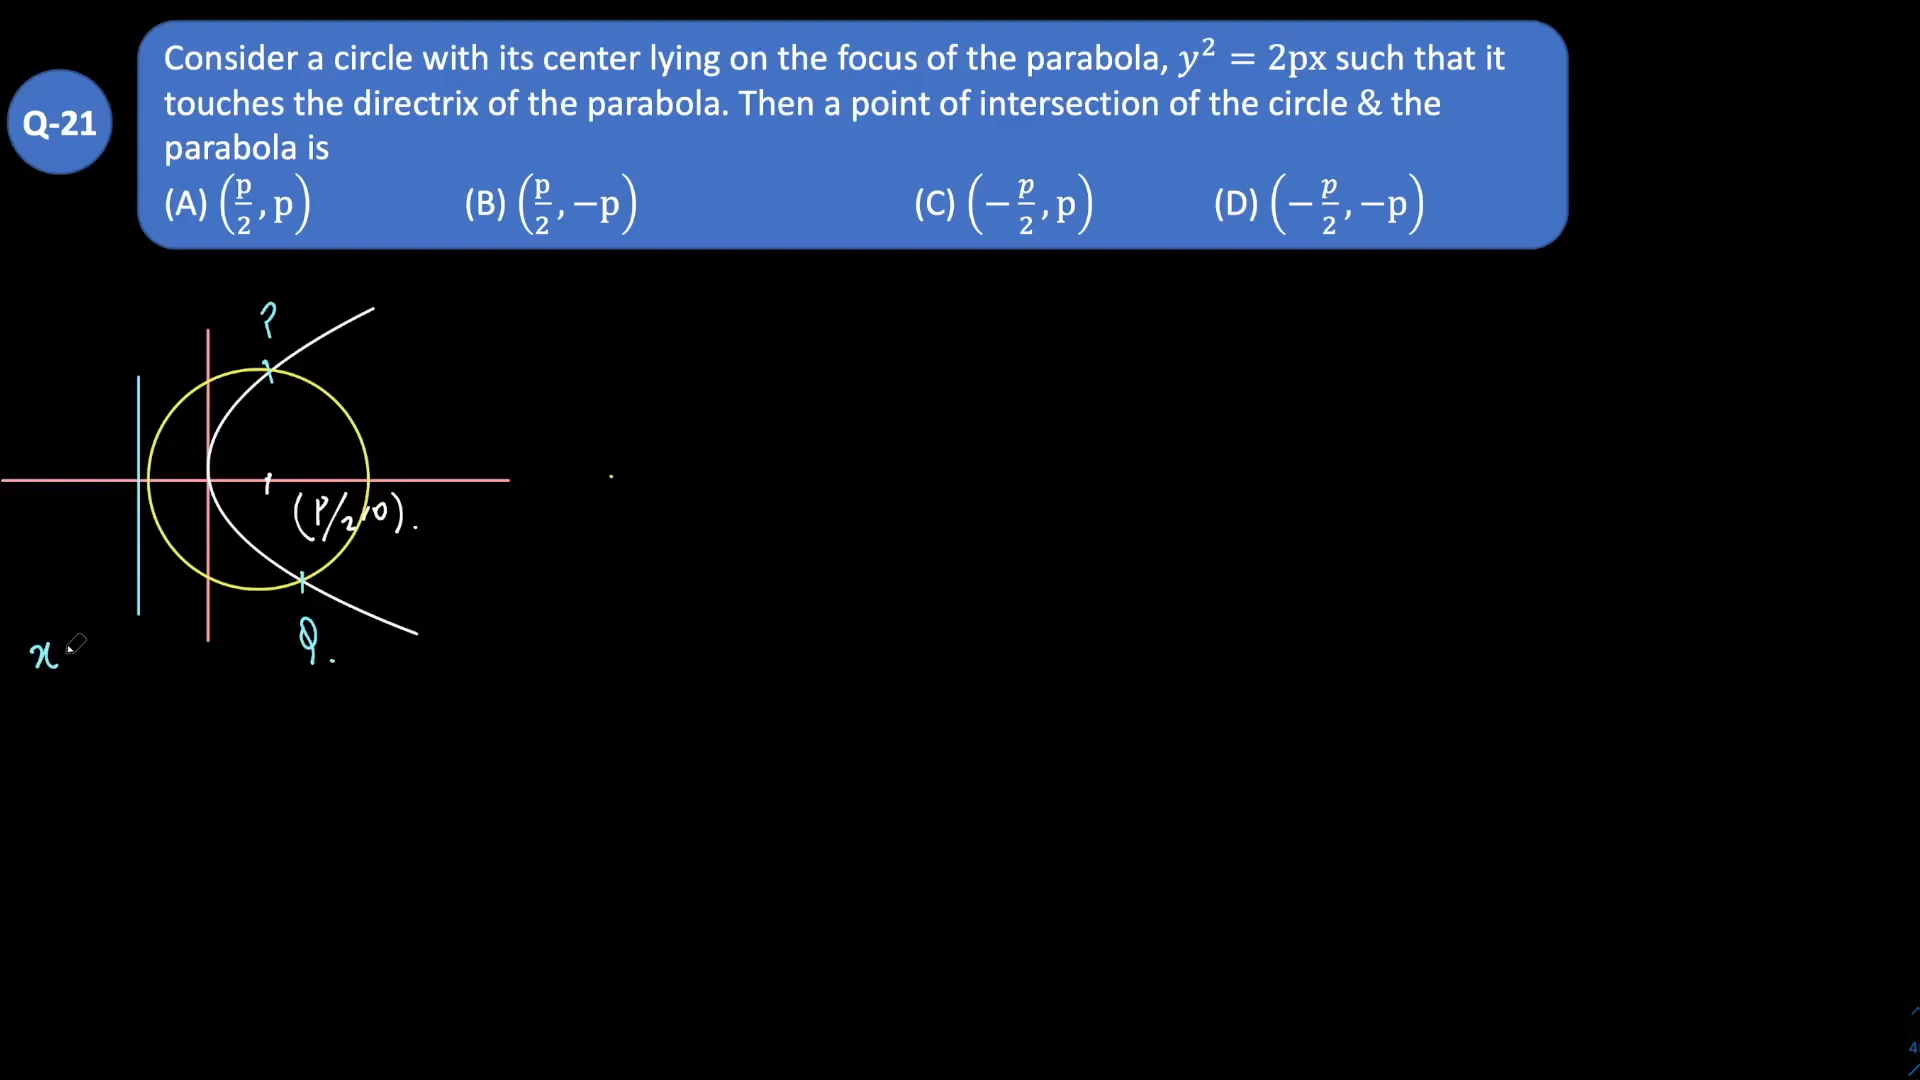 Q-21
Consider a circle with its center lying on the focus of the parabola, y² = 2px such that it
touches the directrix of the parabola. Then a point of intersection of the circle & the
parabola is
(A) (p/2, p) (B) (p/2, −p) (C) (−p/2, p) (D) (−p/2, −p)
P
(P/2, 0).
Q.
x